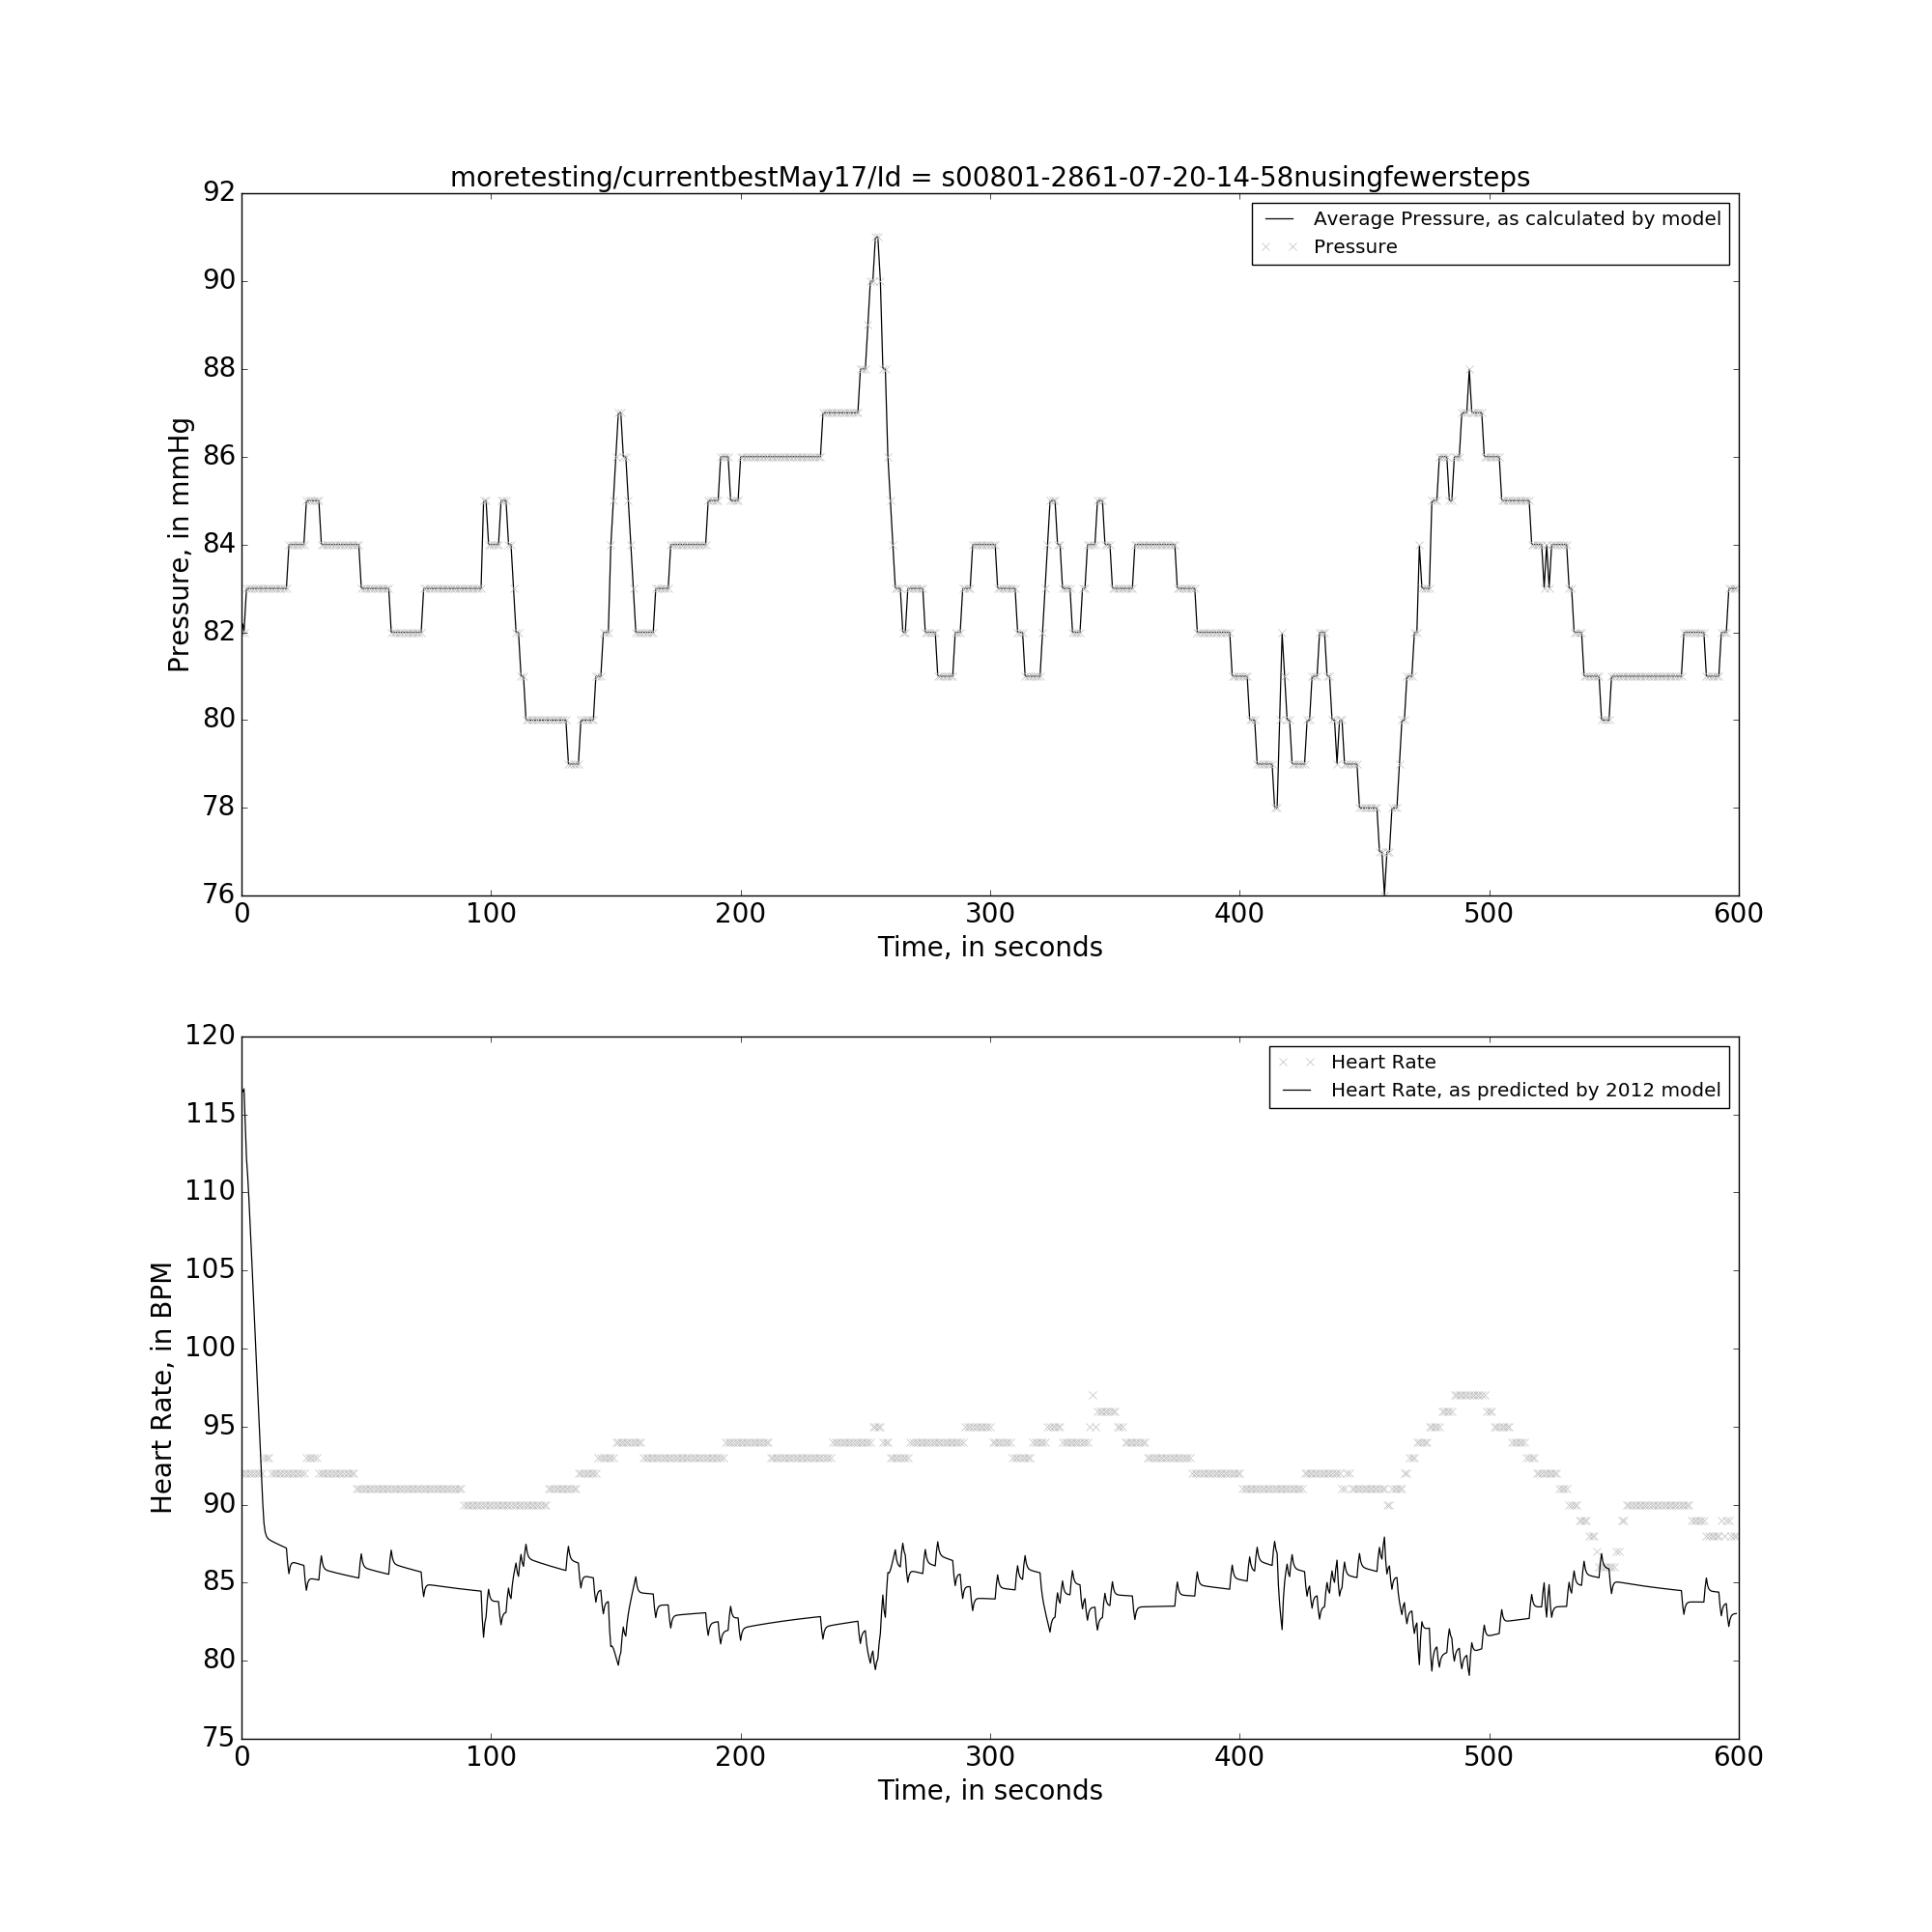 moretesting/currentbestMay17/Id = s00801-2861-07-20-14-58nusingfewersteps
92
90
88
86
84
82
80
78
76
Pressure, in mmHg
Average Pressure, as calculated by model
Pressure
0 100 200 300 400 500 600
Time, in seconds
120
115
110
105
100
95
90
85
80
75
Heart Rate, in BPM
Heart Rate
Heart Rate, as predicted by 2012 model
0 100 200 300 400 500 600
Time, in seconds